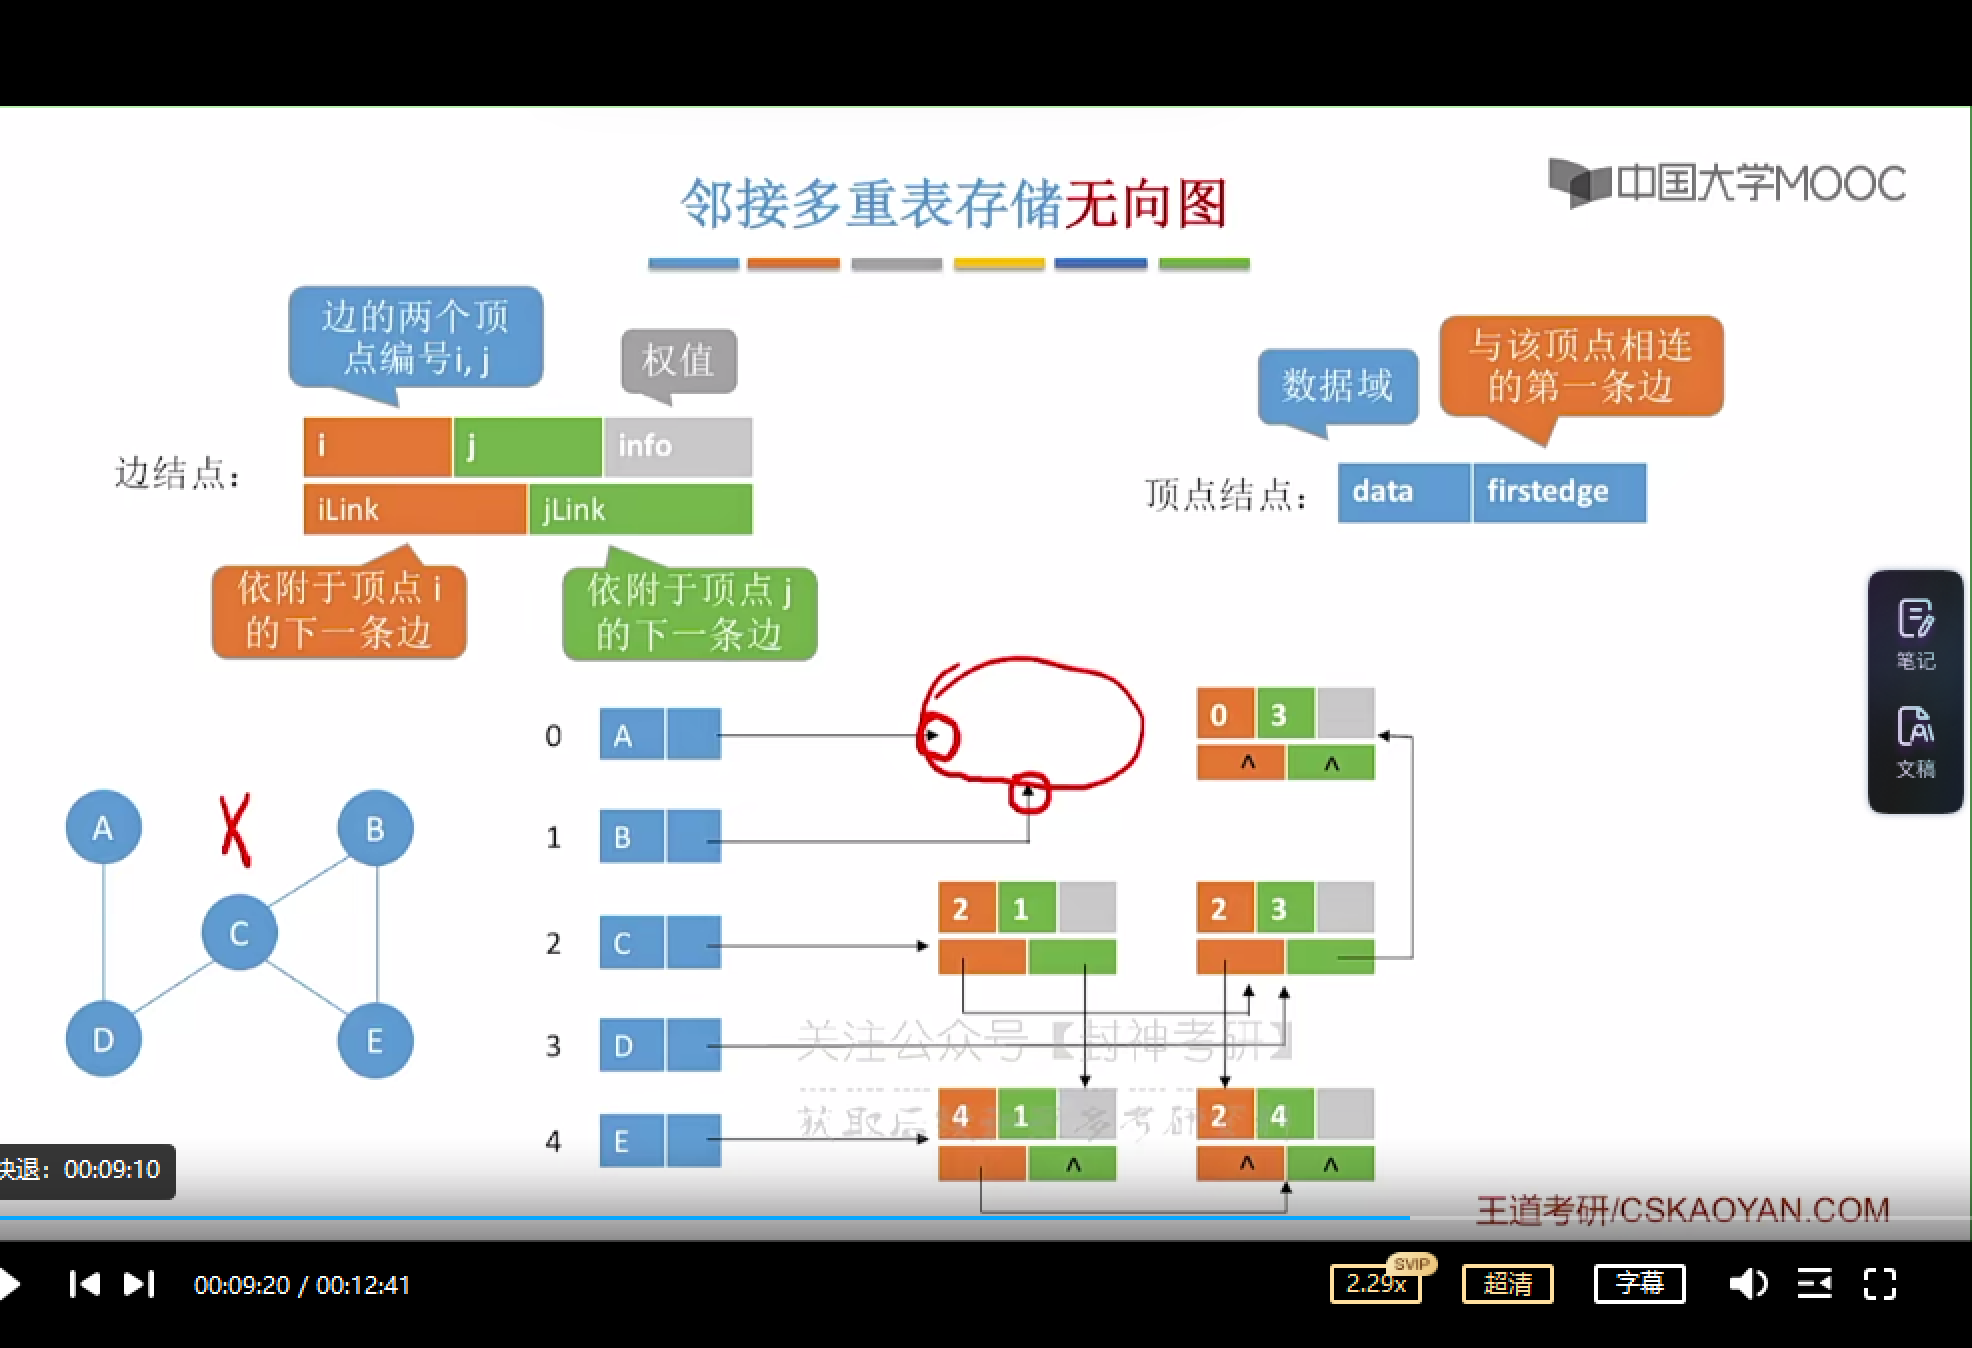 邻接多重表存储无向图
中国大学MOOC
边的两个顶
点编号i, j
权值
数据域
与该顶点相连
的第一条边
边结点：
i j info
iLink jLink
顶点结点：
data firstedge
依附于顶点 i
的下一条边
依附于顶点 j
的下一条边
笔记
文稿
0 A
0 3
^ ^
1 B
A
B
C
D
E
2 C
2 1
2 3
3 D
关注公众号【封神考研】
4 E
4 1
^
2 4
^ ^
快退：00:09:10
王道考研/CSKAOYAN.COM
00:09:20 / 00:12:41
2.29x
SVIP
超清
字幕